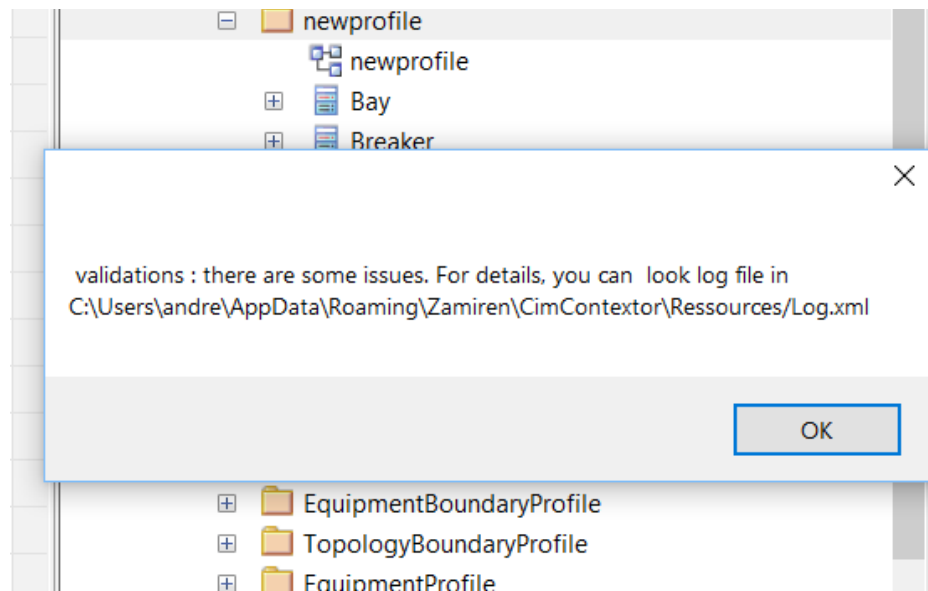 newprofile
newprofile
Bay
Breaker
validations : there are some issues. For details, you can  look log file in
C:\Users\andre\AppData\Roaming\Zamiren\CimContextor\Ressources/Log.xml
OK
EquipmentBoundaryProfile
TopologyBoundaryProfile
EquipmentProfile